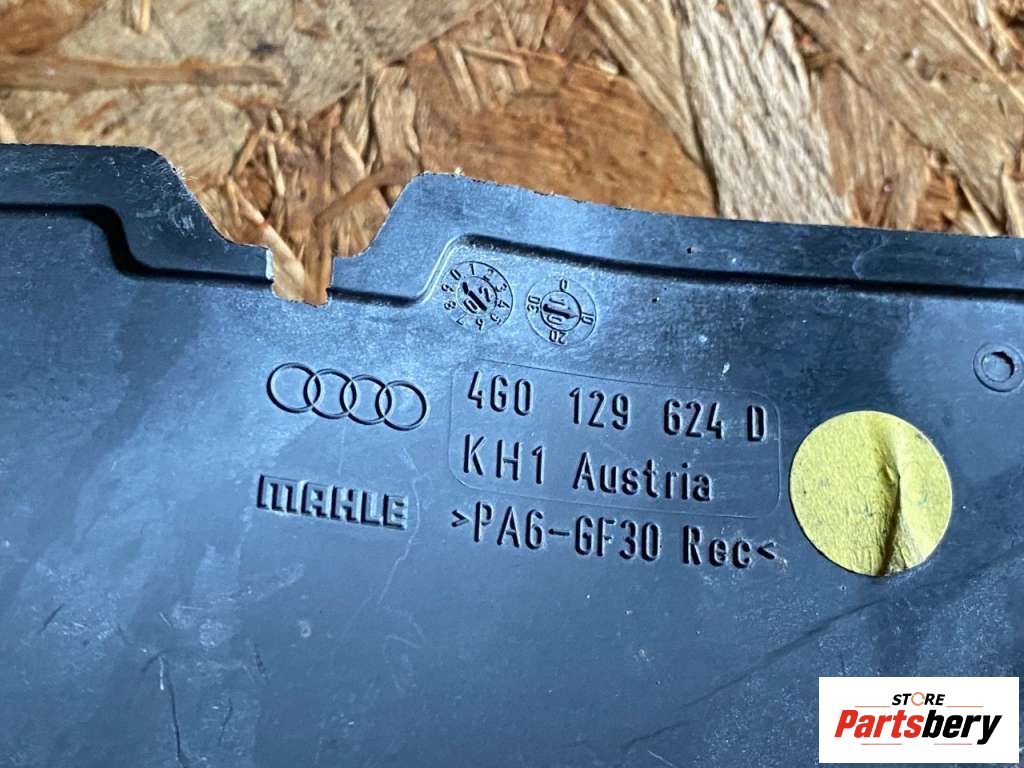 4G0 129 624 D
KH1 Austria
MAHLE
>PA6-GF30 Rec<
STORE
Partsbery